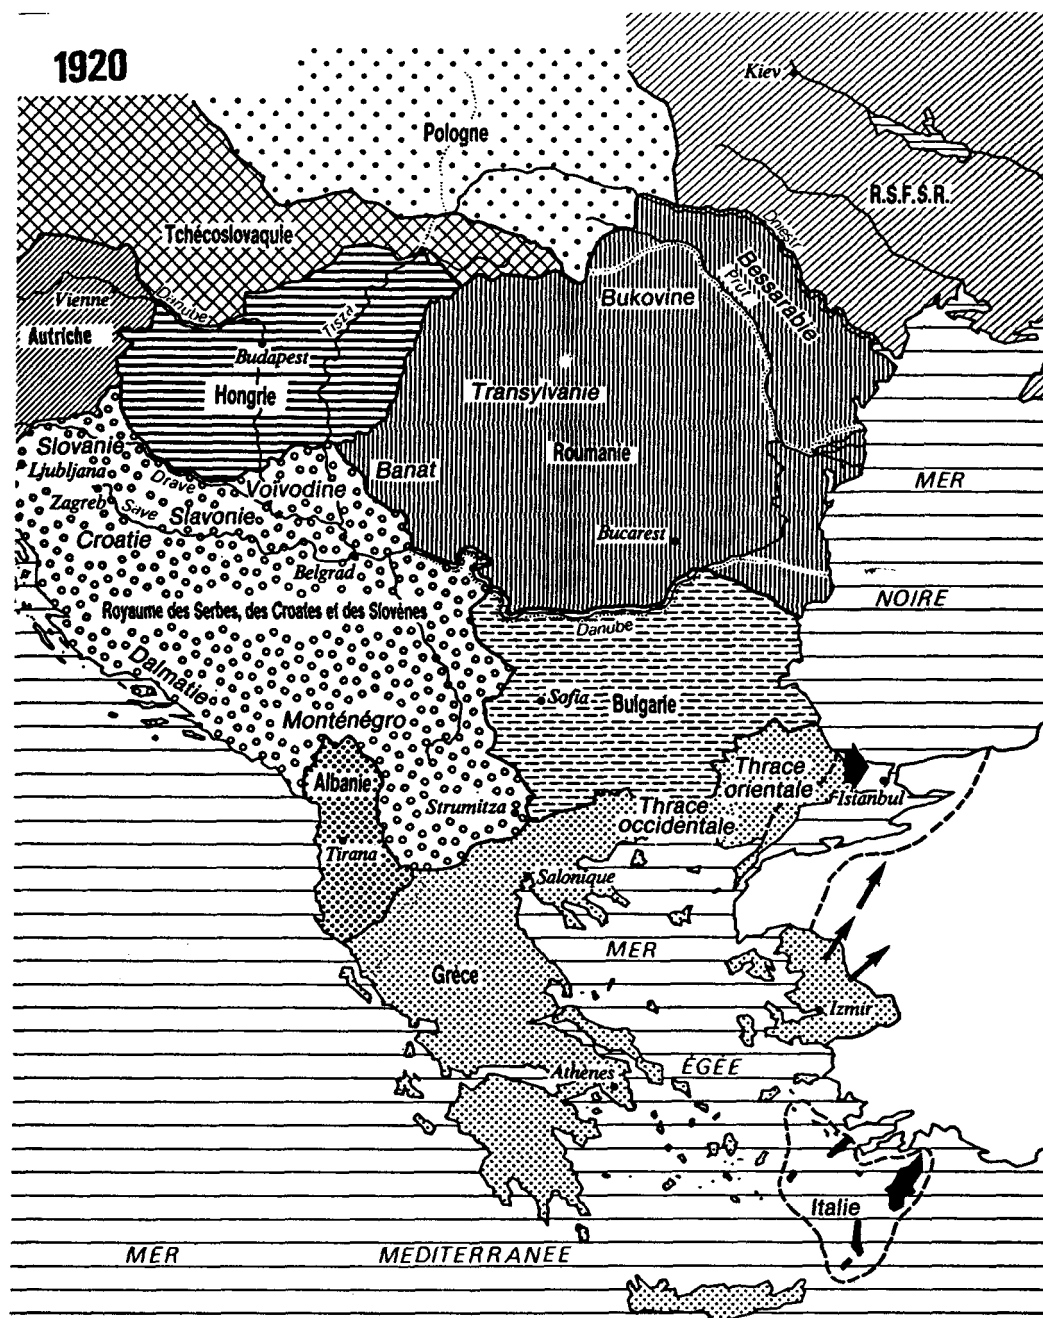 1920
Kiev
Pologne
R.S.F.S.R.
Tchécoslovaquie
Dniestr
Bessarabie
Prut
Bukovine
Vienne
Danube
Tisza
Autriche
Budapest
Hongrie
Transylvanie
Roumanie
Slovanie
Ljubljana
Drave
Banat
Voïvodine
Zagreb
Save
Slavonie
Croatie
MER
Bucarest
Belgrad
NOIRE
Royaume des Serbes, des Croates et des Slovènes
Danube
Dalmatie
Sofia
Bulgarie
Monténégro
Albanie
Thrace
orientale
Istanbul
Strumitza
Thrace
occidentale
Tirana
Salonique
MER
Grèce
Izmir
ÉGÉE
Athènes
Italie
MER
MEDITERRANEE